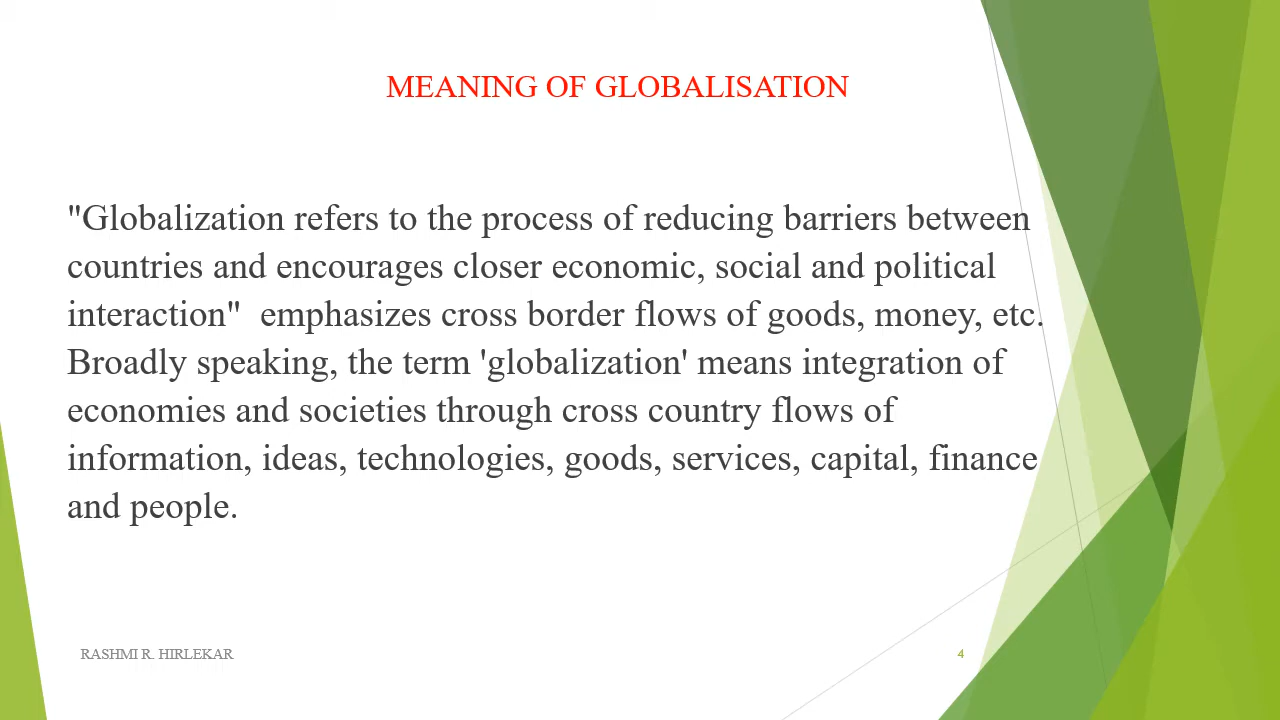 MEANING OF GLOBALISATION
"Globalization refers to the process of reducing barriers between
countries and encourages closer economic, social and political
interaction"  emphasizes cross border flows of goods, money, etc.
Broadly speaking, the term 'globalization' means integration of
economies and societies through cross country flows of
information, ideas, technologies, goods, services, capital, finance
and people.
RASHMI R. HIRLEKAR
4